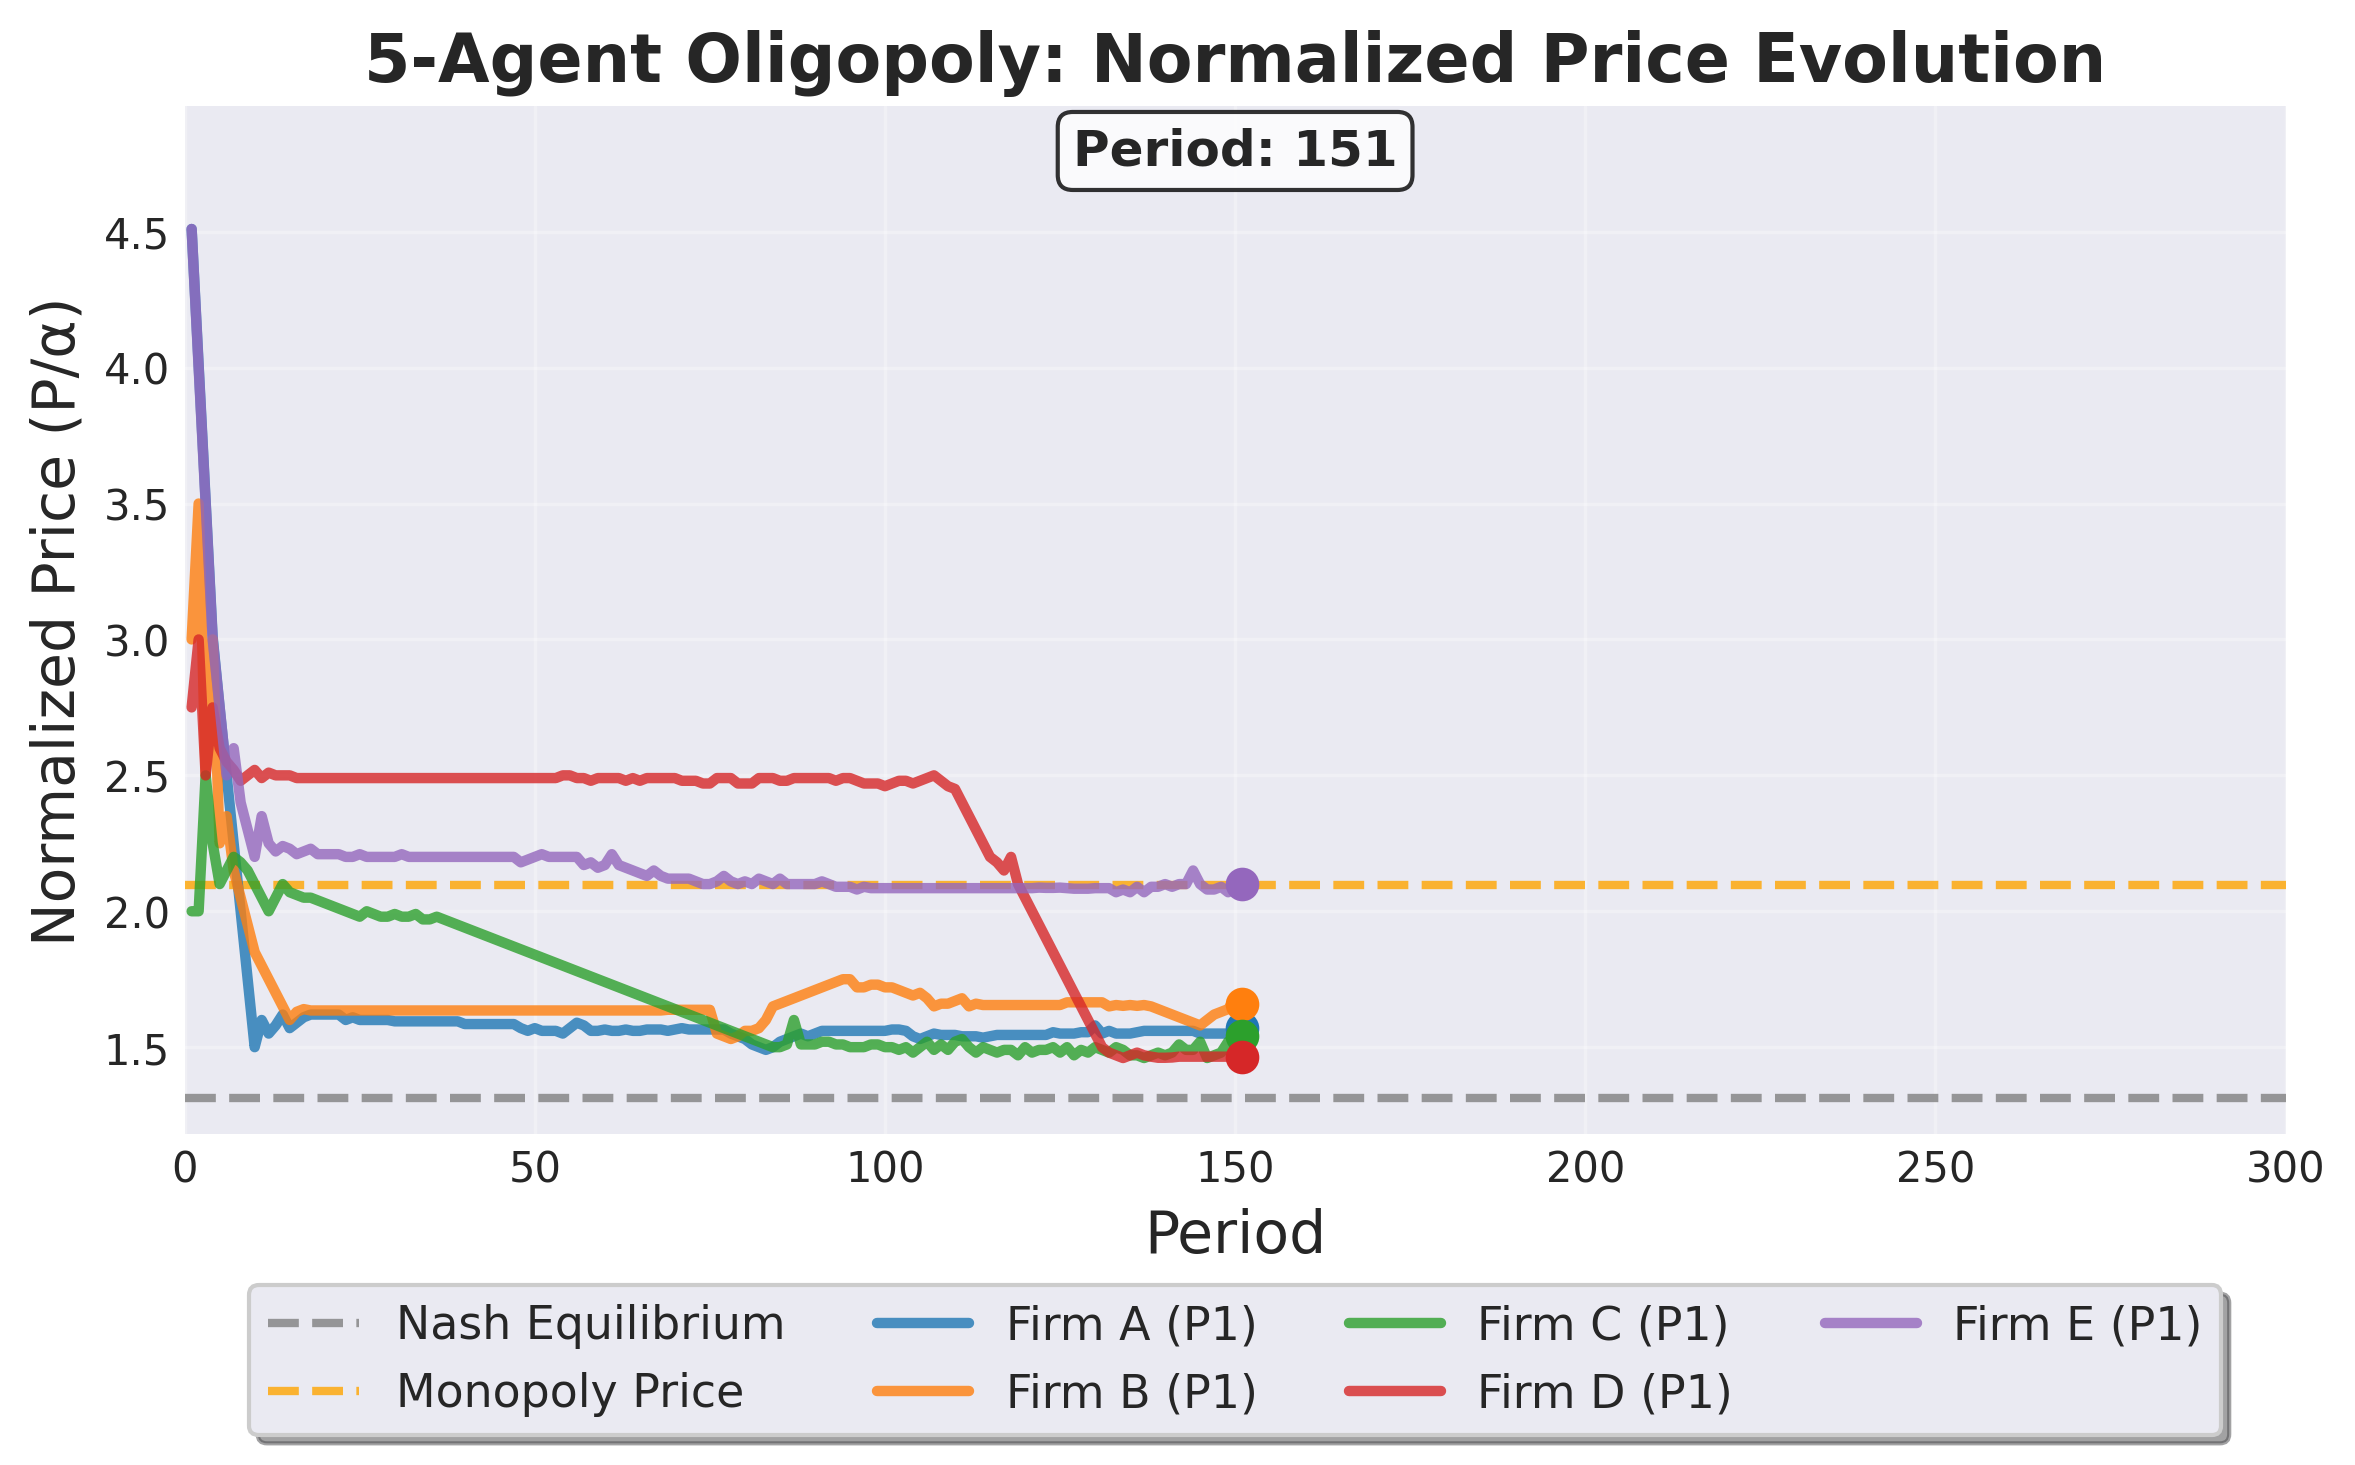 5-Agent Oligopoly: Normalized Price Evolution
Period: 151
Normalized Price (P/α)
4.5
4.0
3.5
3.0
2.5
2.0
1.5
0 50 100 150 200 250 300
Period
Nash Equilibrium
Monopoly Price
Firm A (P1)
Firm B (P1)
Firm C (P1)
Firm D (P1)
Firm E (P1)